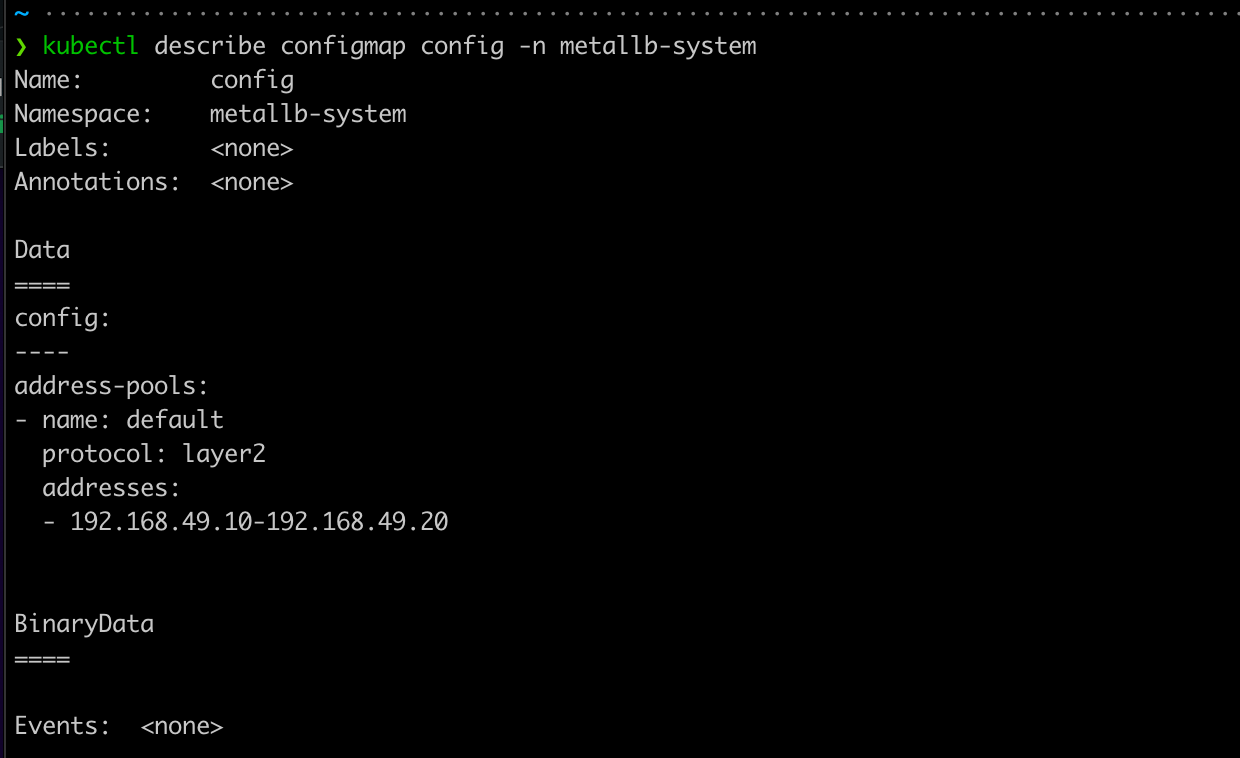 ~ ·······················································································
❯ kubectl describe configmap config -n metallb-system
Name:         config
Namespace:    metallb-system
Labels:       <none>
Annotations:  <none>

Data
====
config:
----
address-pools:
- name: default
  protocol: layer2
  addresses:
  - 192.168.49.10-192.168.49.20


BinaryData
====

Events:  <none>